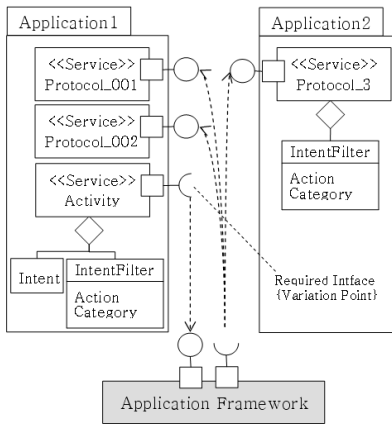 Application1
<<Service>>
Protocol_001
<<Service>>
Protocol_002
<<Service>>
Activity
Intent
IntentFilter
Action
Category
Application2
<<Service>>
Protocol_3
IntentFilter
Action
Category
Required Intface
{Variation Point}
Application Framework